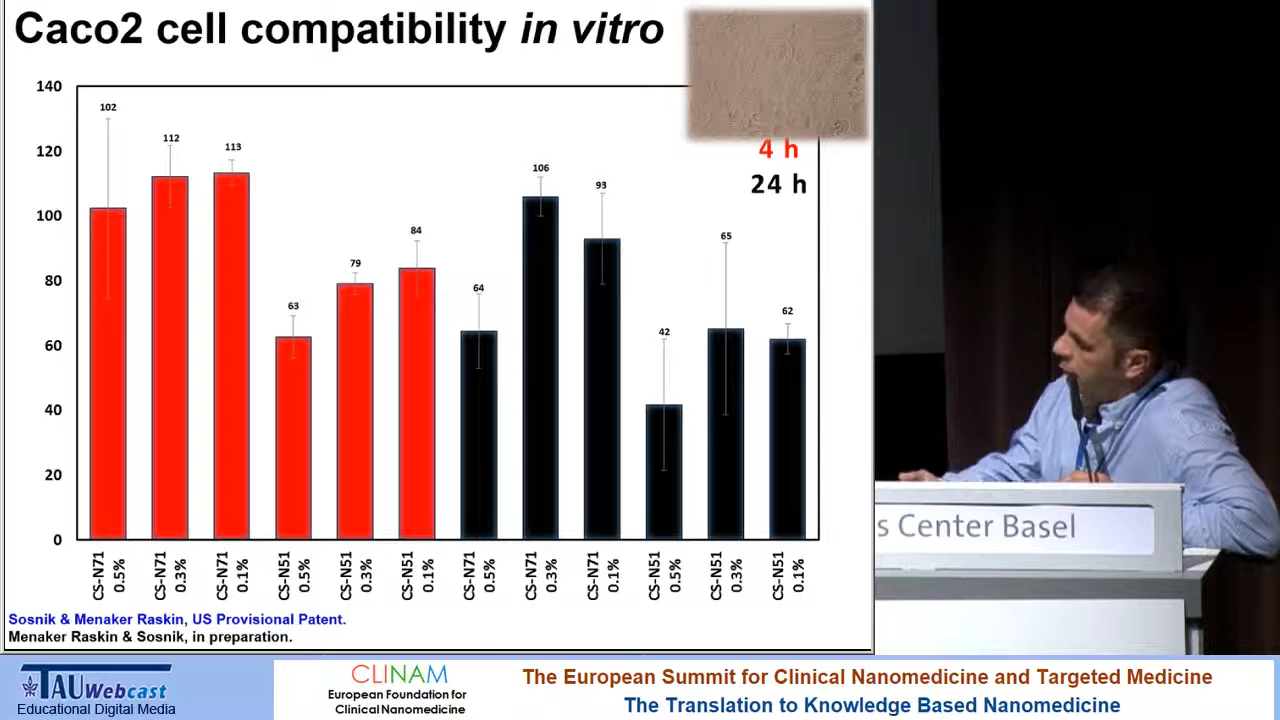 Caco2 cell compatibility in vitro
140
120
100
80
60
40
20
0
102
112
113
63
79
84
64
106
93
42
65
62
4 h
24 h
CS-N71 0.5%
CS-N71 0.3%
CS-N71 0.1%
CS-N51 0.5%
CS-N51 0.3%
CS-N51 0.1%
CS-N71 0.5%
CS-N71 0.3%
CS-N71 0.1%
CS-N51 0.5%
CS-N51 0.3%
CS-N51 0.1%
Sosnik & Menaker Raskin, US Provisional Patent.
Menaker Raskin & Sosnik, in preparation.
s Center Basel
TAU Webcast
Educational Digital Media
CLINAM
European Foundation for
Clinical Nanomedicine
The European Summit for Clinical Nanomedicine and Targeted Medicine
The Translation to Knowledge Based Nanomedicine